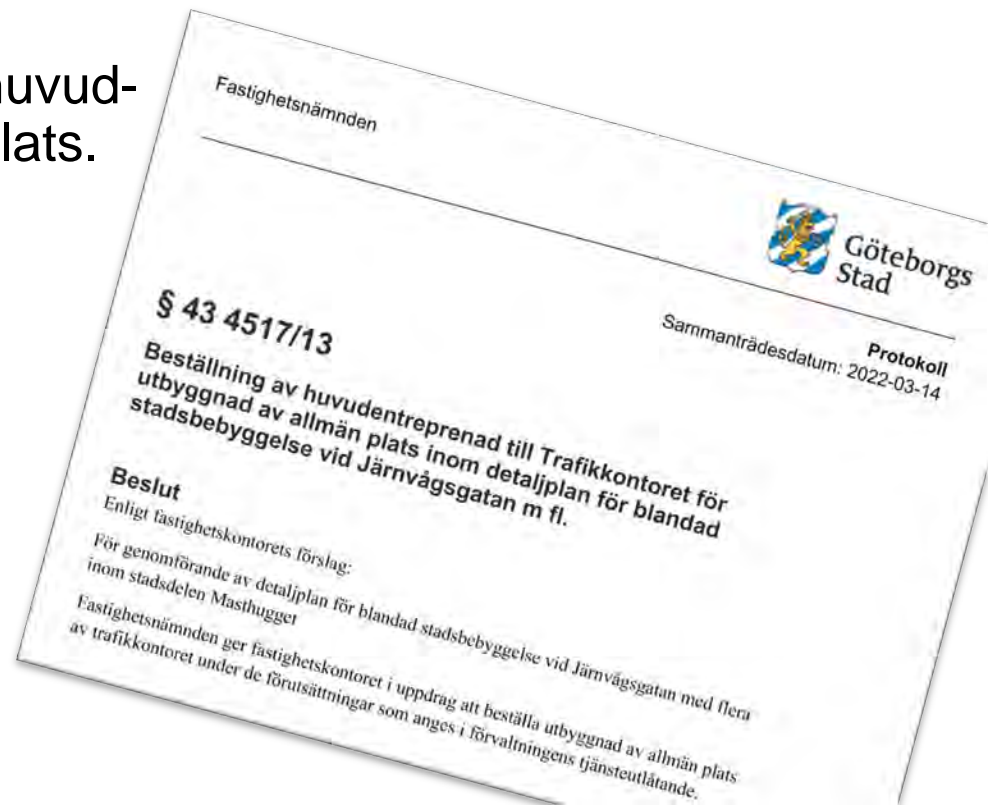 huvud-
lats.
Fastighetsnämnden
Göteborgs
Stad
Protokoll
Sammanträdesdatum: 2022-03-14
§ 43 4517/13
Beställning av huvudentreprenad till Trafikkontoret för
utbyggnad av allmän plats inom detaljplan för blandad
stadsbebyggelse vid Järnvågsgatan m fl.
Beslut
Enligt fastighetskontorets förslag:
För genomförande av detaljplan för blandad stadsbebyggelse vid Järnvågsgatan med flera
inom stadsdelen Masthugget
Fastighetsnämnden ger fastighetskontoret i uppdrag att beställa utbyggnad av allmän plats
av trafikkontoret under de förutsättningar som anges i förvaltningens tjänsteutlåtande.